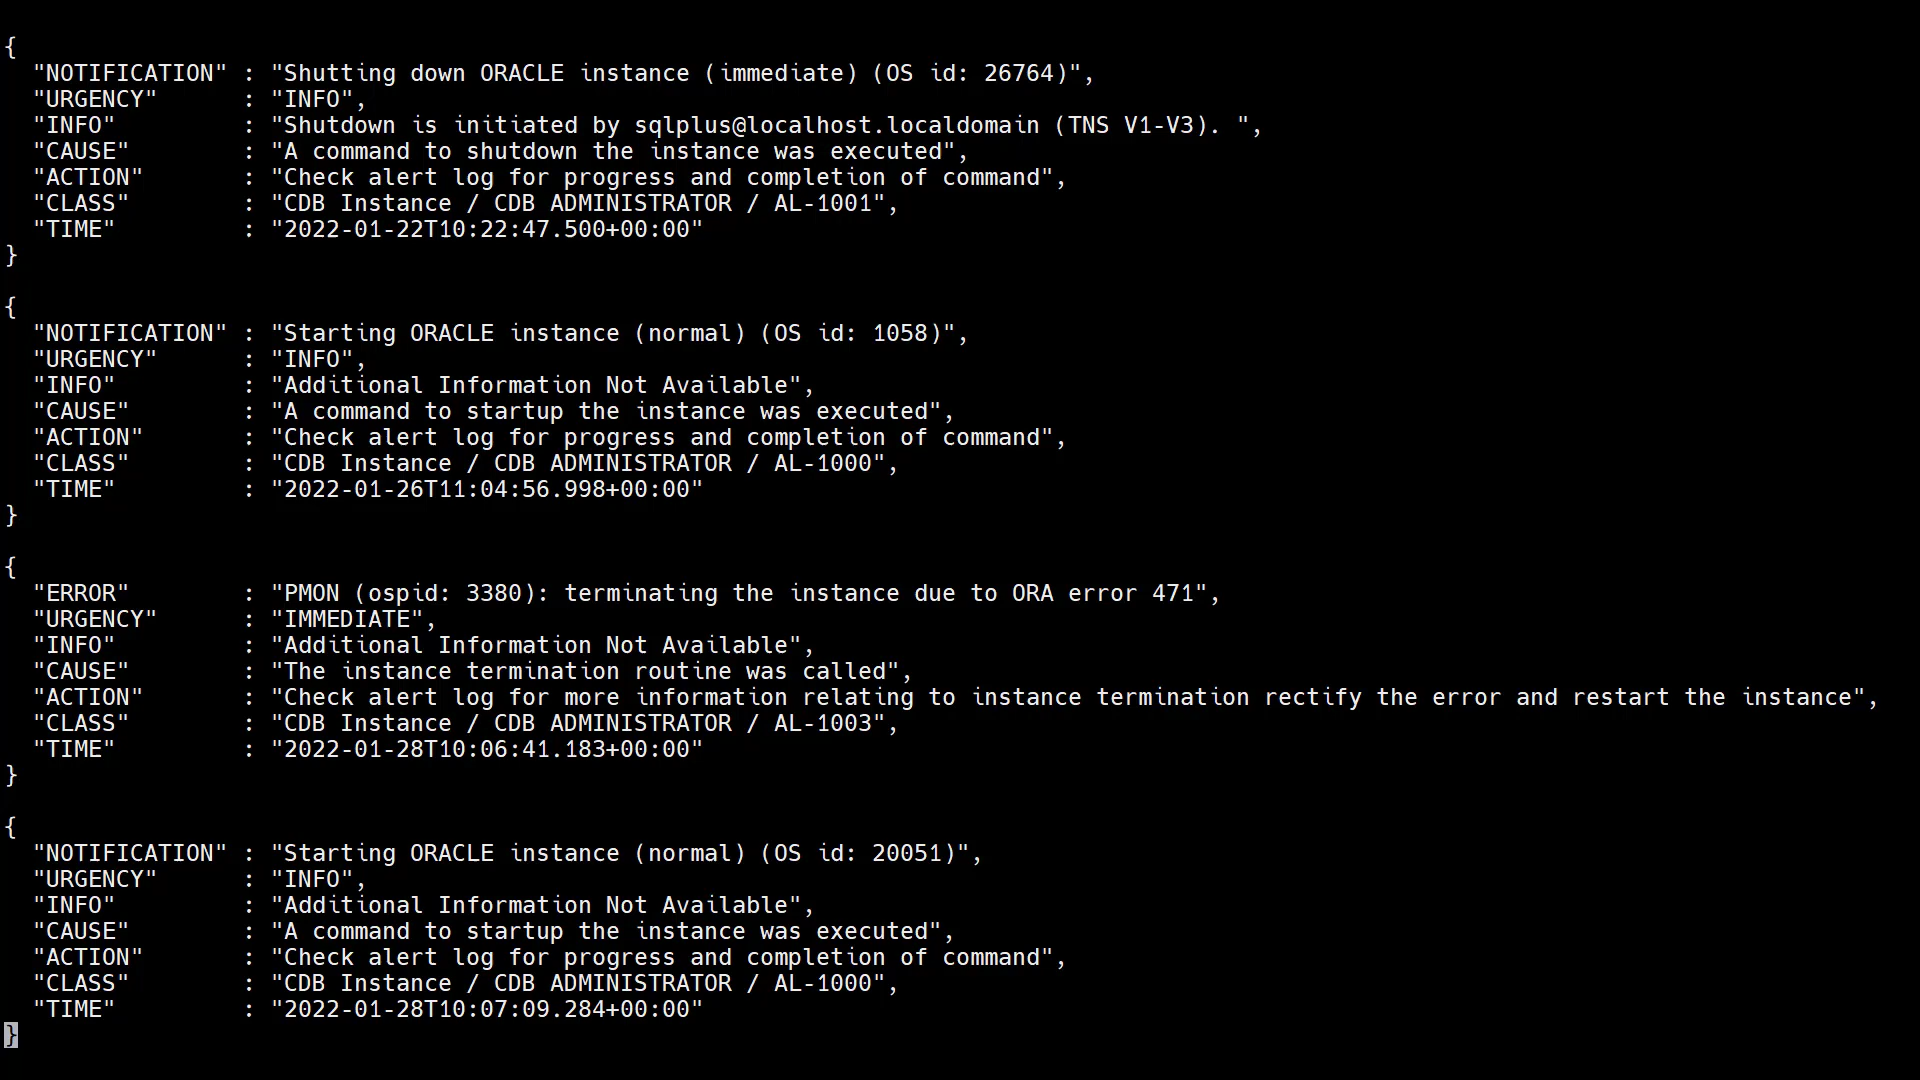 {
  "NOTIFICATION" : "Shutting down ORACLE instance (immediate) (OS id: 26764)",
  "URGENCY"      : "INFO",
  "INFO"         : "Shutdown is initiated by sqlplus@localhost.localdomain (TNS V1-V3). ",
  "CAUSE"        : "A command to shutdown the instance was executed",
  "ACTION"       : "Check alert log for progress and completion of command",
  "CLASS"        : "CDB Instance / CDB ADMINISTRATOR / AL-1001",
  "TIME"         : "2022-01-22T10:22:47.500+00:00"
}

{
  "NOTIFICATION" : "Starting ORACLE instance (normal) (OS id: 1058)",
  "URGENCY"      : "INFO",
  "INFO"         : "Additional Information Not Available",
  "CAUSE"        : "A command to startup the instance was executed",
  "ACTION"       : "Check alert log for progress and completion of command",
  "CLASS"        : "CDB Instance / CDB ADMINISTRATOR / AL-1000",
  "TIME"         : "2022-01-26T11:04:56.998+00:00"
}

{
  "ERROR"        : "PMON (ospid: 3380): terminating the instance due to ORA error 471",
  "URGENCY"      : "IMMEDIATE",
  "INFO"         : "Additional Information Not Available",
  "CAUSE"        : "The instance termination routine was called",
  "ACTION"       : "Check alert log for more information relating to instance termination rectify the error and restart the instance",
  "CLASS"        : "CDB Instance / CDB ADMINISTRATOR / AL-1003",
  "TIME"         : "2022-01-28T10:06:41.183+00:00"
}

{
  "NOTIFICATION" : "Starting ORACLE instance (normal) (OS id: 20051)",
  "URGENCY"      : "INFO",
  "INFO"         : "Additional Information Not Available",
  "CAUSE"        : "A command to startup the instance was executed",
  "ACTION"       : "Check alert log for progress and completion of command",
  "CLASS"        : "CDB Instance / CDB ADMINISTRATOR / AL-1000",
  "TIME"         : "2022-01-28T10:07:09.284+00:00"
}